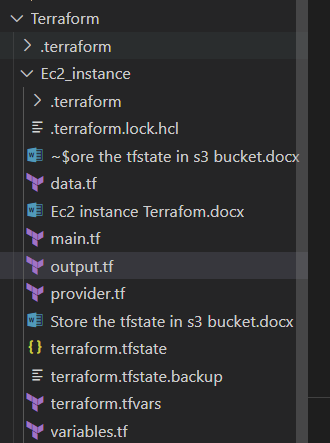 Terraform
.terraform
Ec2_instance
.terraform
.terraform.lock.hcl
~$ore the tfstate in s3 bucket.docx
data.tf
Ec2 instance Terrafom.docx
main.tf
output.tf
provider.tf
Store the tfstate in s3 bucket.docx
terraform.tfstate
terraform.tfstate.backup
terraform.tfvars
variables.tf